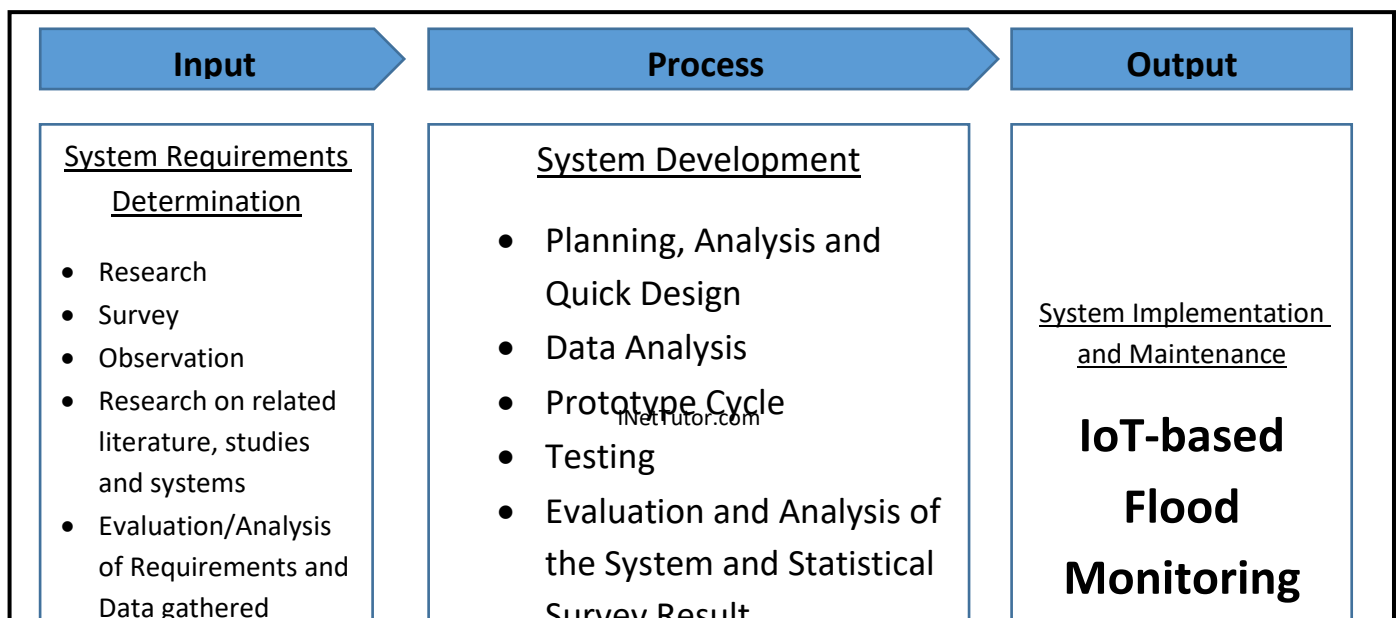 Input
Process
Output
System Requirements
Determination
• Research
• Survey
• Observation
• Research on related
literature, studies
and systems
• Evaluation/Analysis
of Requirements and
Data gathered
System Development
• Planning, Analysis and
Quick Design
• Data Analysis
• Prototype Cycle
iNetTutor.com
• Testing
• Evaluation and Analysis of
the System and Statistical
Survey Result
System Implementation
and Maintenance
IoT-based
Flood
Monitoring